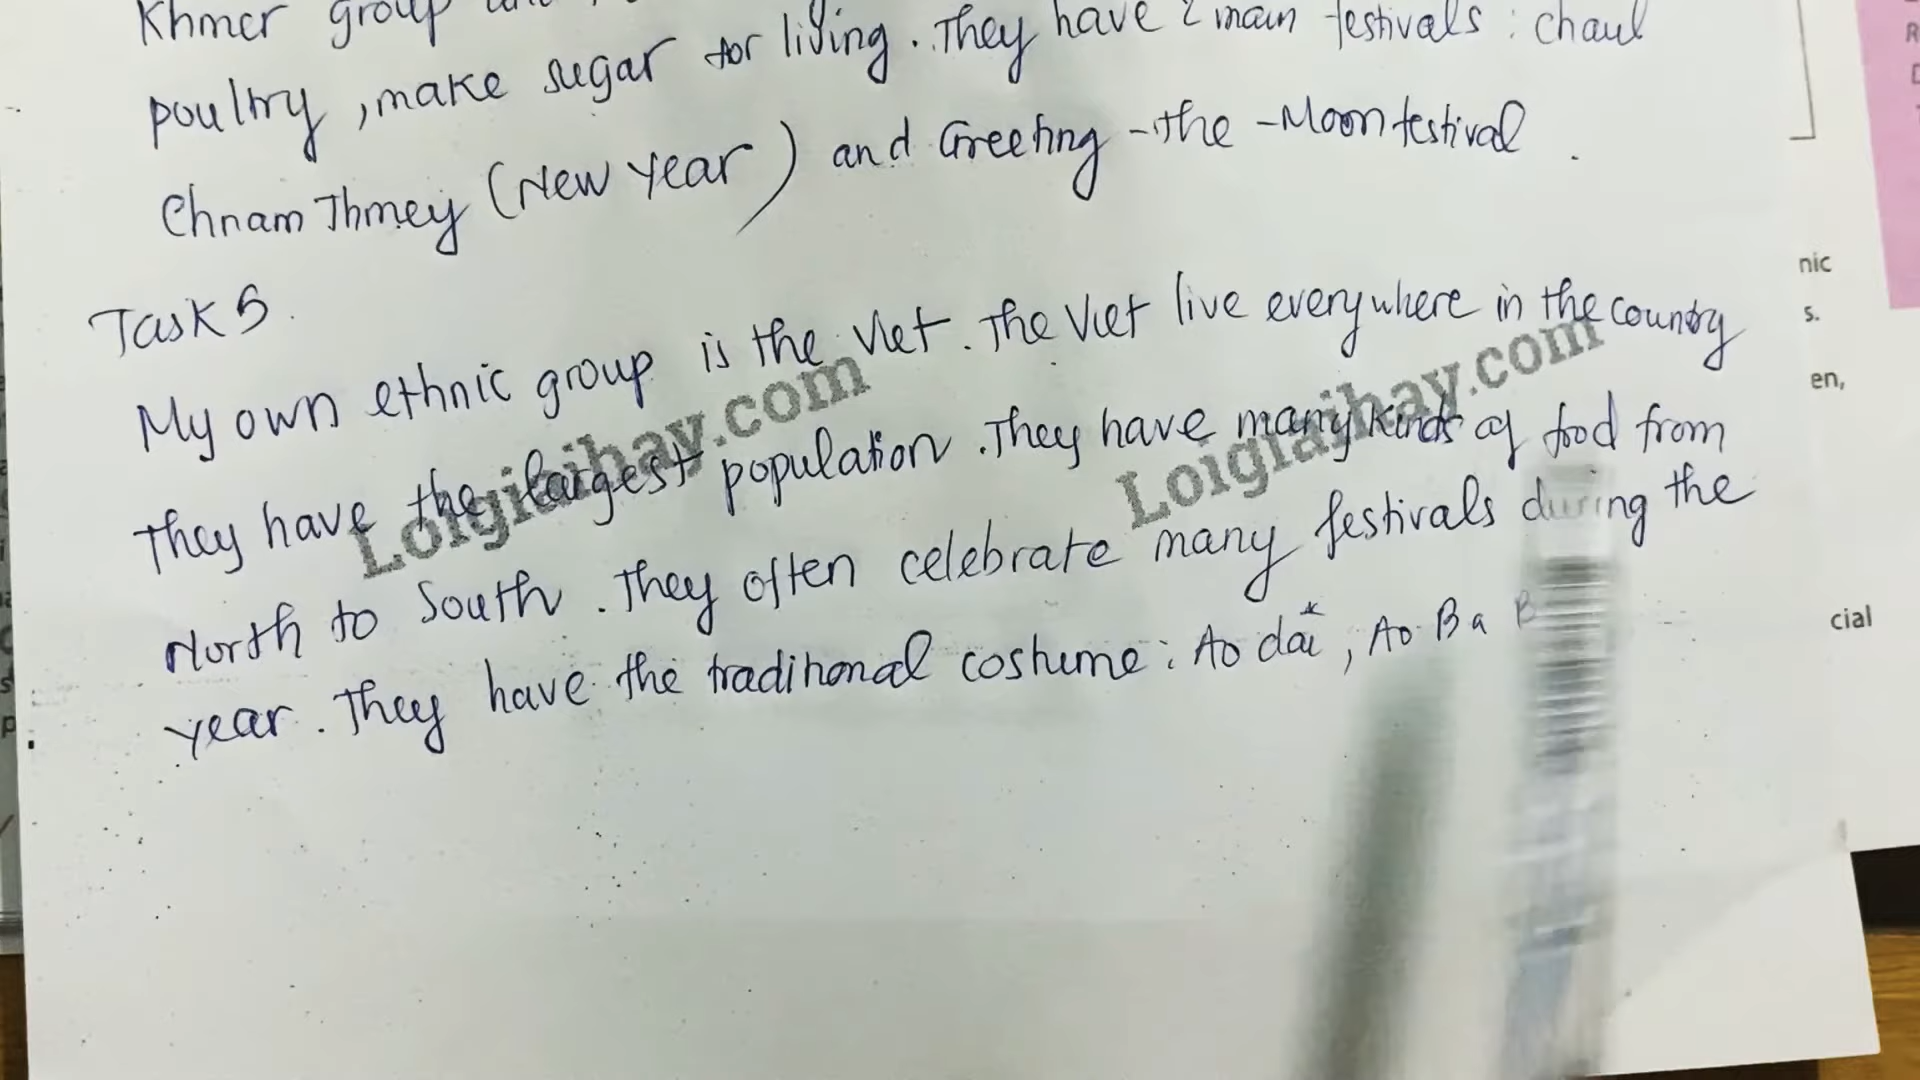 Khmer group
poultry, make sugar for living. They have 2 main festivals: chaul
Chnam Thmey (New year) and Greeting-the-Moon festival.
Task 5.
My own ethnic group is the Viet. The Viet live everywhere in the country
They have the largest population. They have many kinds of food from
North to South. They often celebrate many festivals during the
year. They have the traditional costume: Ao dai, Ao Ba B
Loigiaihay.com
Loigiaihay.com
nic
s.
en,
cial